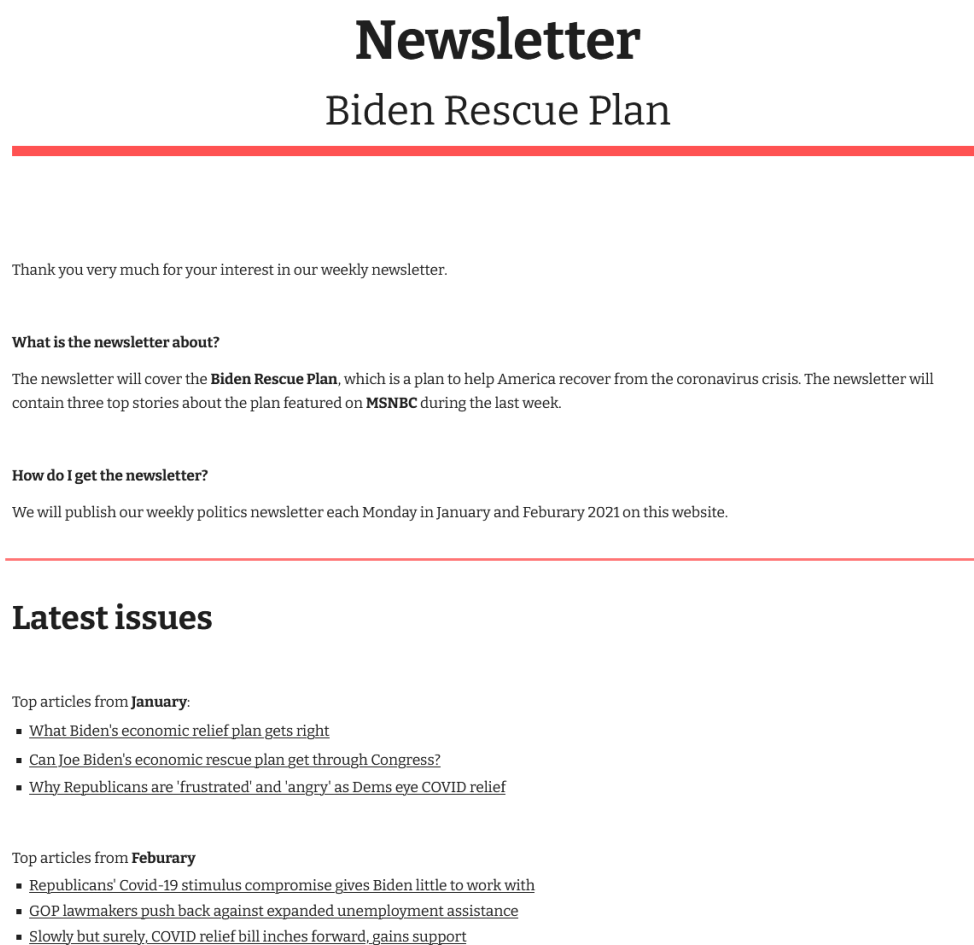 Newsletter
Biden Rescue Plan
Thank you very much for your interest in our weekly newsletter.
What is the newsletter about?
The newsletter will cover the Biden Rescue Plan, which is a plan to help America recover from the coronavirus crisis. The newsletter will
contain three top stories about the plan featured on MSNBC during the last week.
How do I get the newsletter?
We will publish our weekly politics newsletter each Monday in January and Feburary 2021 on this website.
Latest issues
Top articles from January:
▪ What Biden's economic relief plan gets right
▪ Can Joe Biden's economic rescue plan get through Congress?
▪ Why Republicans are 'frustrated' and 'angry' as Dems eye COVID relief
Top articles from Feburary
▪ Republicans' Covid-19 stimulus compromise gives Biden little to work with
▪ GOP lawmakers push back against expanded unemployment assistance
▪ Slowly but surely, COVID relief bill inches forward, gains support